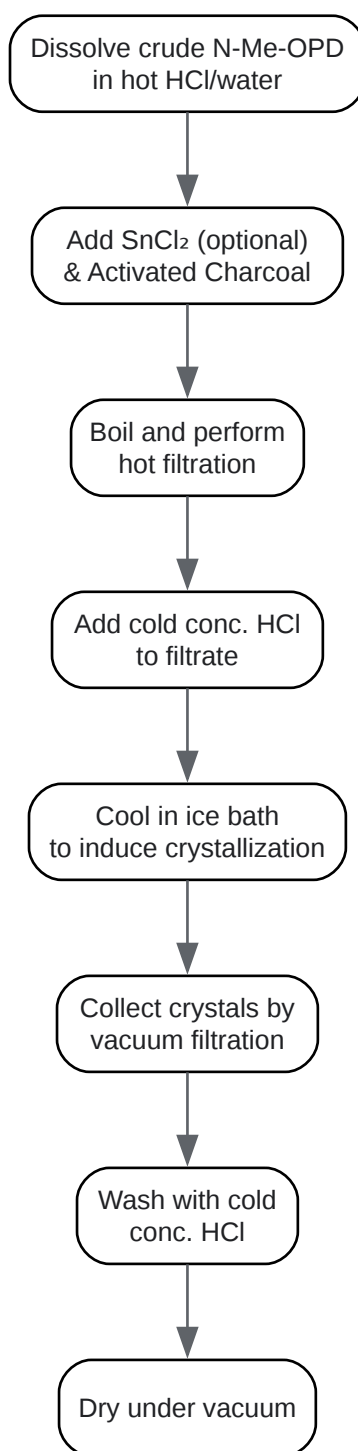 Dissolve crude N-Me-OPD
in hot HCl/water
Add SnCl₂ (optional)
& Activated Charcoal
Boil and perform
hot filtration
Add cold conc. HCl
to filtrate
Cool in ice bath
to induce crystallization
Collect crystals by
vacuum filtration
Wash with cold
conc. HCl
Dry under vacuum